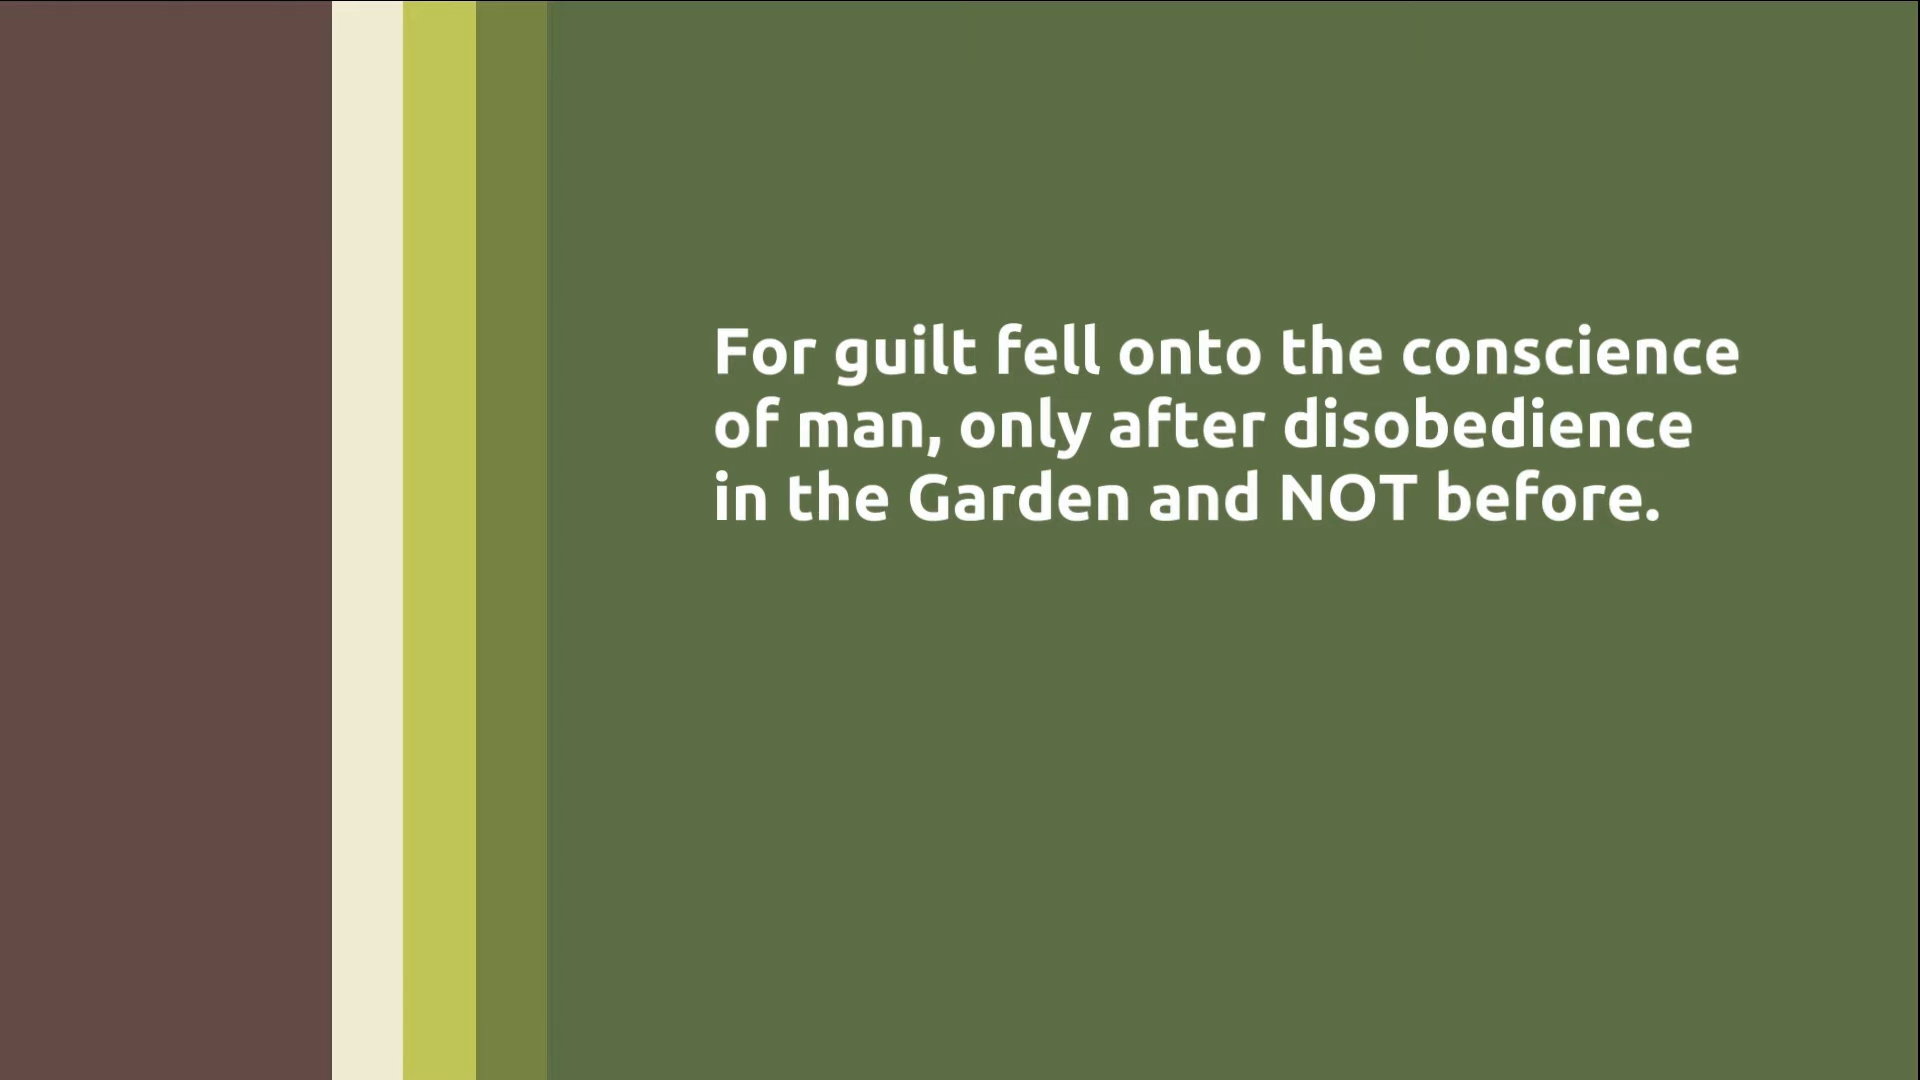 For guilt fell onto the conscience
of man, only after disobedience
in the Garden and NOT before.